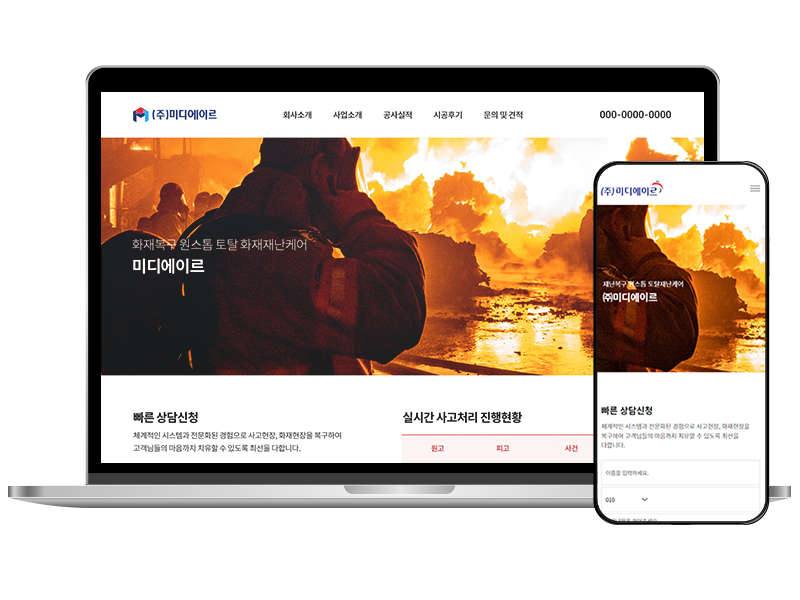 (주)미디에이르
회사소개 사업소개 공사실적 시공후기 문의 및 견적
000-0000-0000
화재복구 원스톱 토탈 화재재난케어
미디에이르
빠른 상담신청
체계적인 시스템과 전문화된 경험으로 사고현장, 화재현장을 복구하여
고객님들의 마음까지 치유할 수 있도록 최선을 다합니다.
실시간 사고처리 진행현황
원고 피고 사건
(주)미디에이르
재난복구 원스톱 토탈재난케어
㈜미디에이르
빠른 상담신청
체계적인 시스템과 전문화된 경험으로 사고현장, 화재현장을
복구하여 고객님들의 마음까지 치유할 수 있도록 최선을
다합니다.
이름을 입력하세요.
010